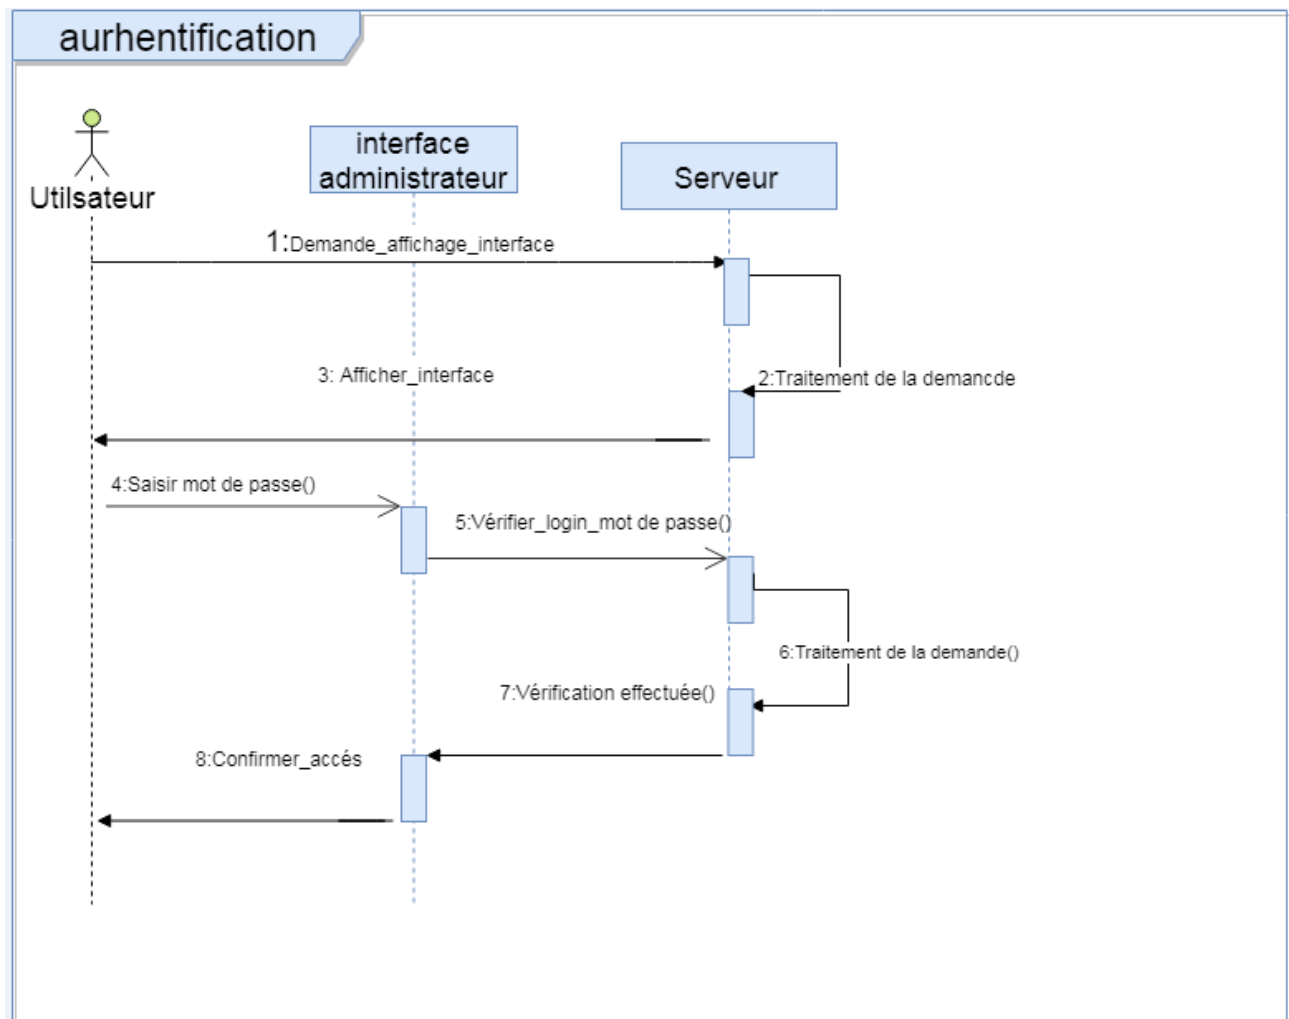 aurhentification
interface
administrateur
Serveur
Utilsateur
1:Demande_affichage_interface
3: Afficher_interface
2:Traitement de la demancde
4:Saisir mot de passe()
5:Vérifier_login_mot de passe()
6:Traitement de la demande()
7:Vérification effectuée()
8:Confirmer_accés